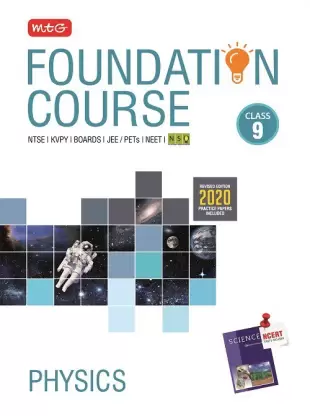 mtG
FOUNDATION
COURSE
CLASS
9
NTSE | KVPY | BOARDS | JEE / PETs | NEET | NSO
REVISED EDITION
2020
PRACTICE PAPERS
INCLUDED
SCIENCE
NCERT
PHYSICS